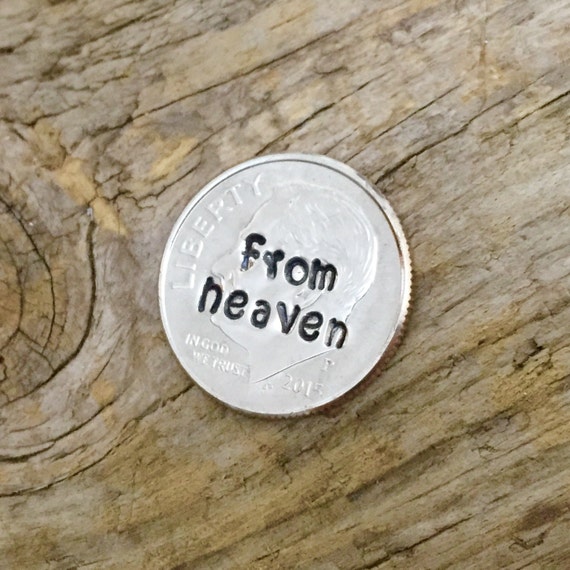 LIBERTY
from
heaven
IN GOD
WE TRUST
P
2015